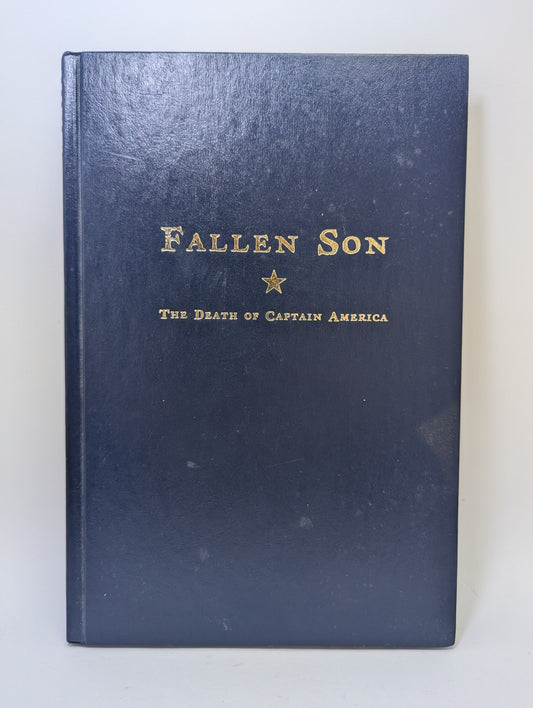 Fallen Son
The Death of Captain America